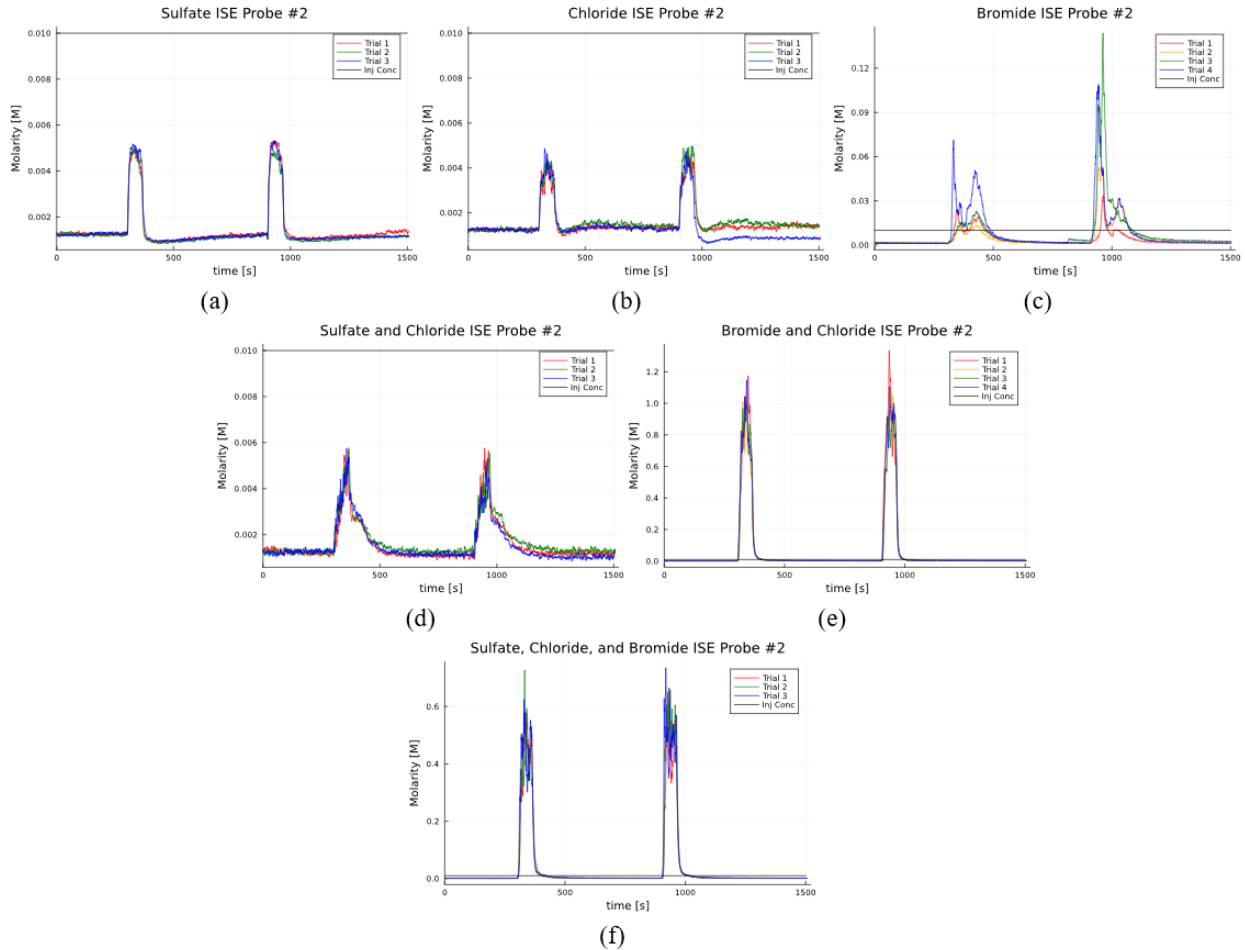 Sulfate ISE Probe #2
0.010
0.008
0.006
0.004
0.002
Molarity [M]
0
500
1000
1500
time [s]
Trial 1
Trial 2
Trial 3
Inj Conc
(a)
Chloride ISE Probe #2
0.010
0.008
0.006
0.004
0.002
Molarity [M]
0
500
1000
1500
time [s]
Trial 1
Trial 2
Trial 3
Inj Conc
(b)
Bromide ISE Probe #2
0.12
0.09
0.06
0.03
0.00
Molarity [M]
0
500
1000
1500
time [s]
Trial 1
Trial 2
Trial 3
Trial 4
Inj Conc
(c)
Sulfate and Chloride ISE Probe #2
0.010
0.008
0.006
0.004
0.002
Molarity [M]
0
500
1000
1500
time [s]
Trial 1
Trial 2
Trial 3
Inj Conc
(d)
Bromide and Chloride ISE Probe #2
1.2
1.0
0.8
0.6
0.4
0.2
0.0
Molarity [M]
0
500
1000
1500
time [s]
Trial 1
Trial 2
Trial 3
Trial 4
Inj Conc
(e)
Sulfate, Chloride, and Bromide ISE Probe #2
0.6
0.4
0.2
0.0
Molarity [M]
0
500
1000
1500
time [s]
Trial 1
Trial 2
Trial 3
Inj Conc
(f)